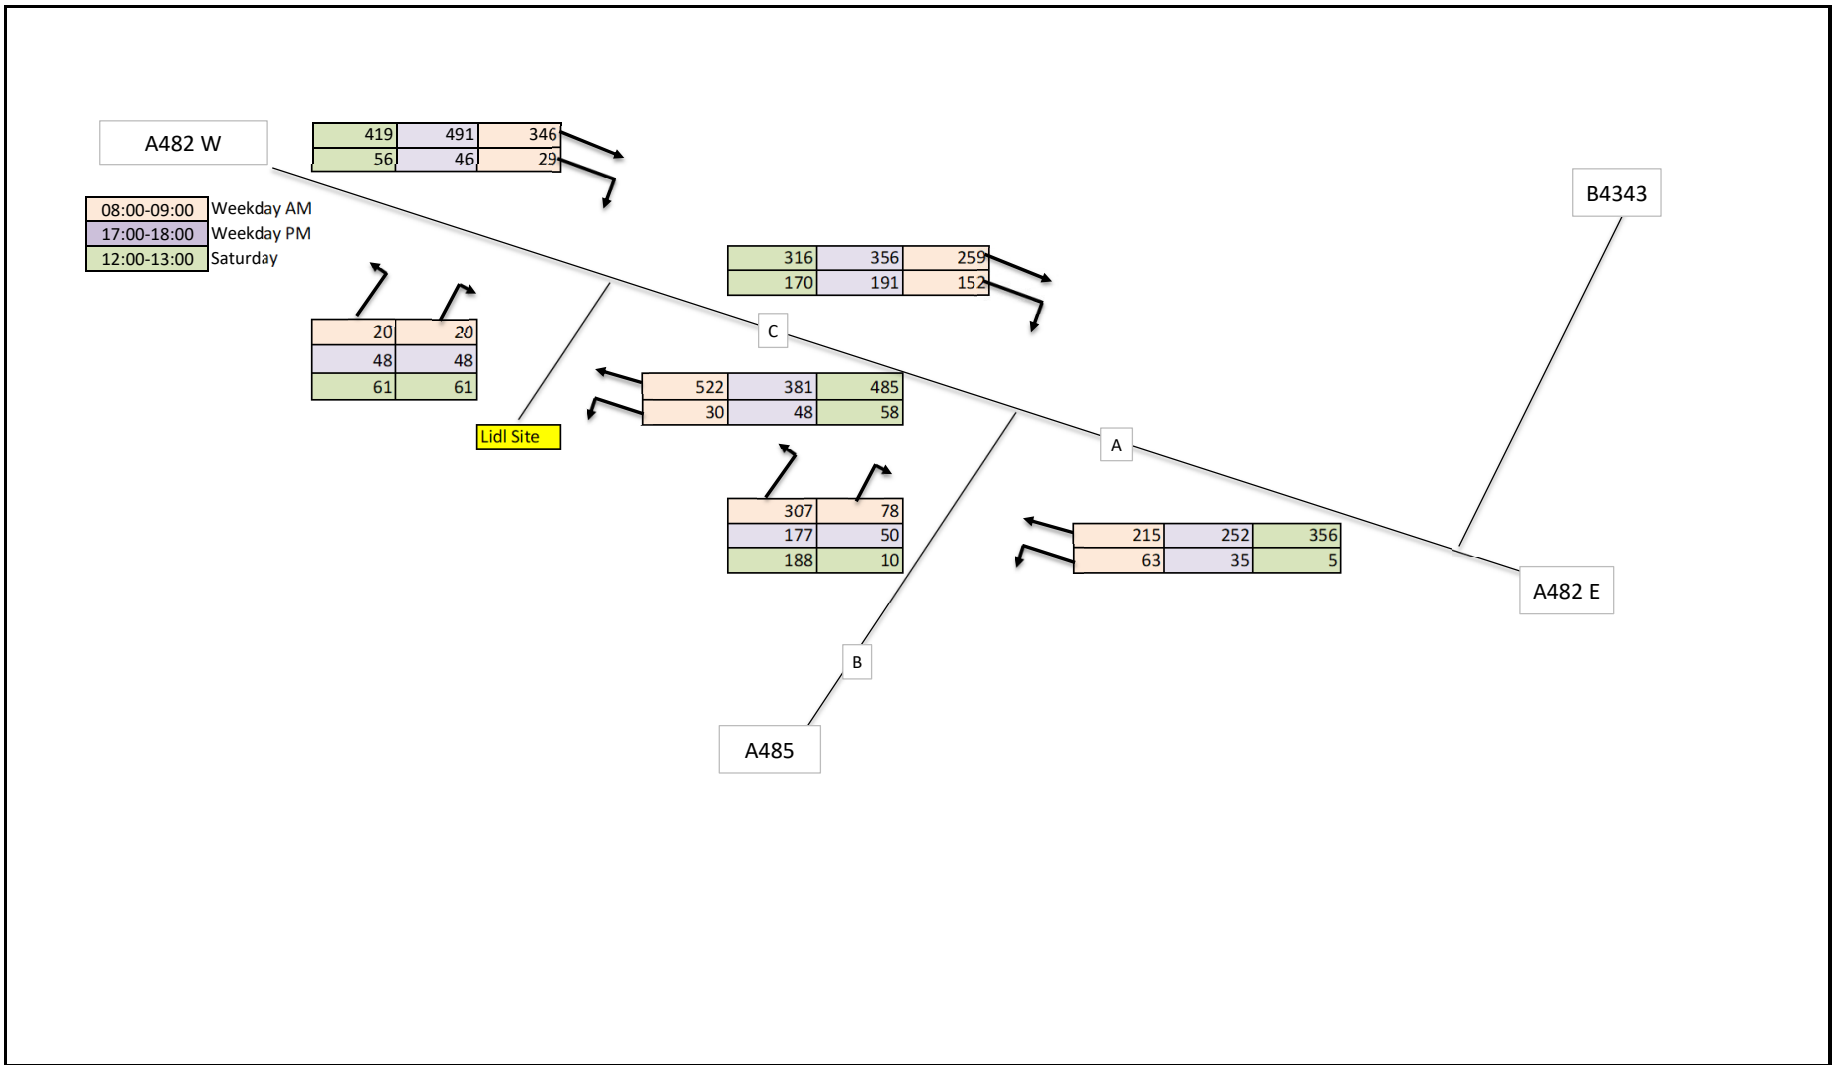 A482 W
419 491 346
56 46 29
B4343
08:00-09:00 Weekday AM
17:00-18:00 Weekday PM
12:00-13:00 Saturday
316 356 259
170 191 152
20 20
48 48
61 61
C
522 381 485
30 48 58
Lidl Site
A
307 78
177 50
188 10
215 252 356
63 35 5
A482 E
B
A485